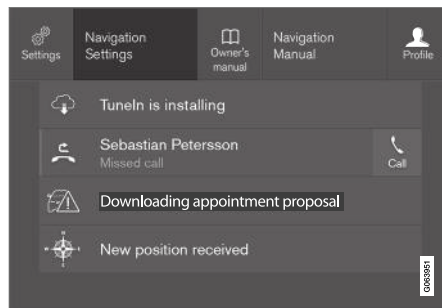 Settings
Navigation
Settings
Owner's
manual
Navigation
Manual
Profile
TuneIn is installing
Sebastian Petersson
Missed call
Call
Downloading appointment proposal
New position received
G063951